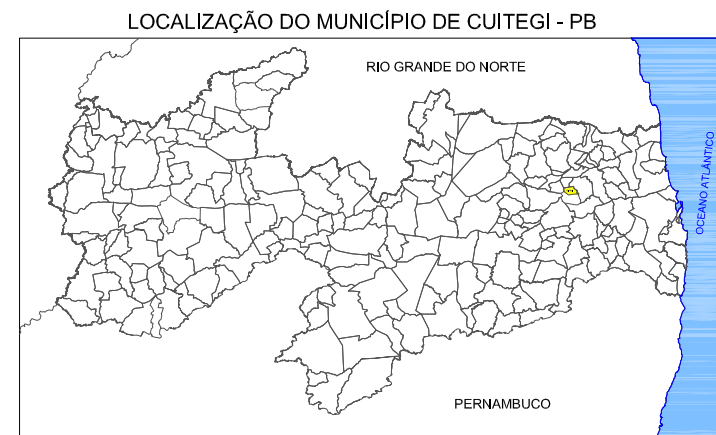 LOCALIZAÇÃO DO MUNICÍPIO DE CUITEGI - PB
RIO GRANDE DO NORTE
OCEANO ATLÂNTICO
PERNAMBUCO